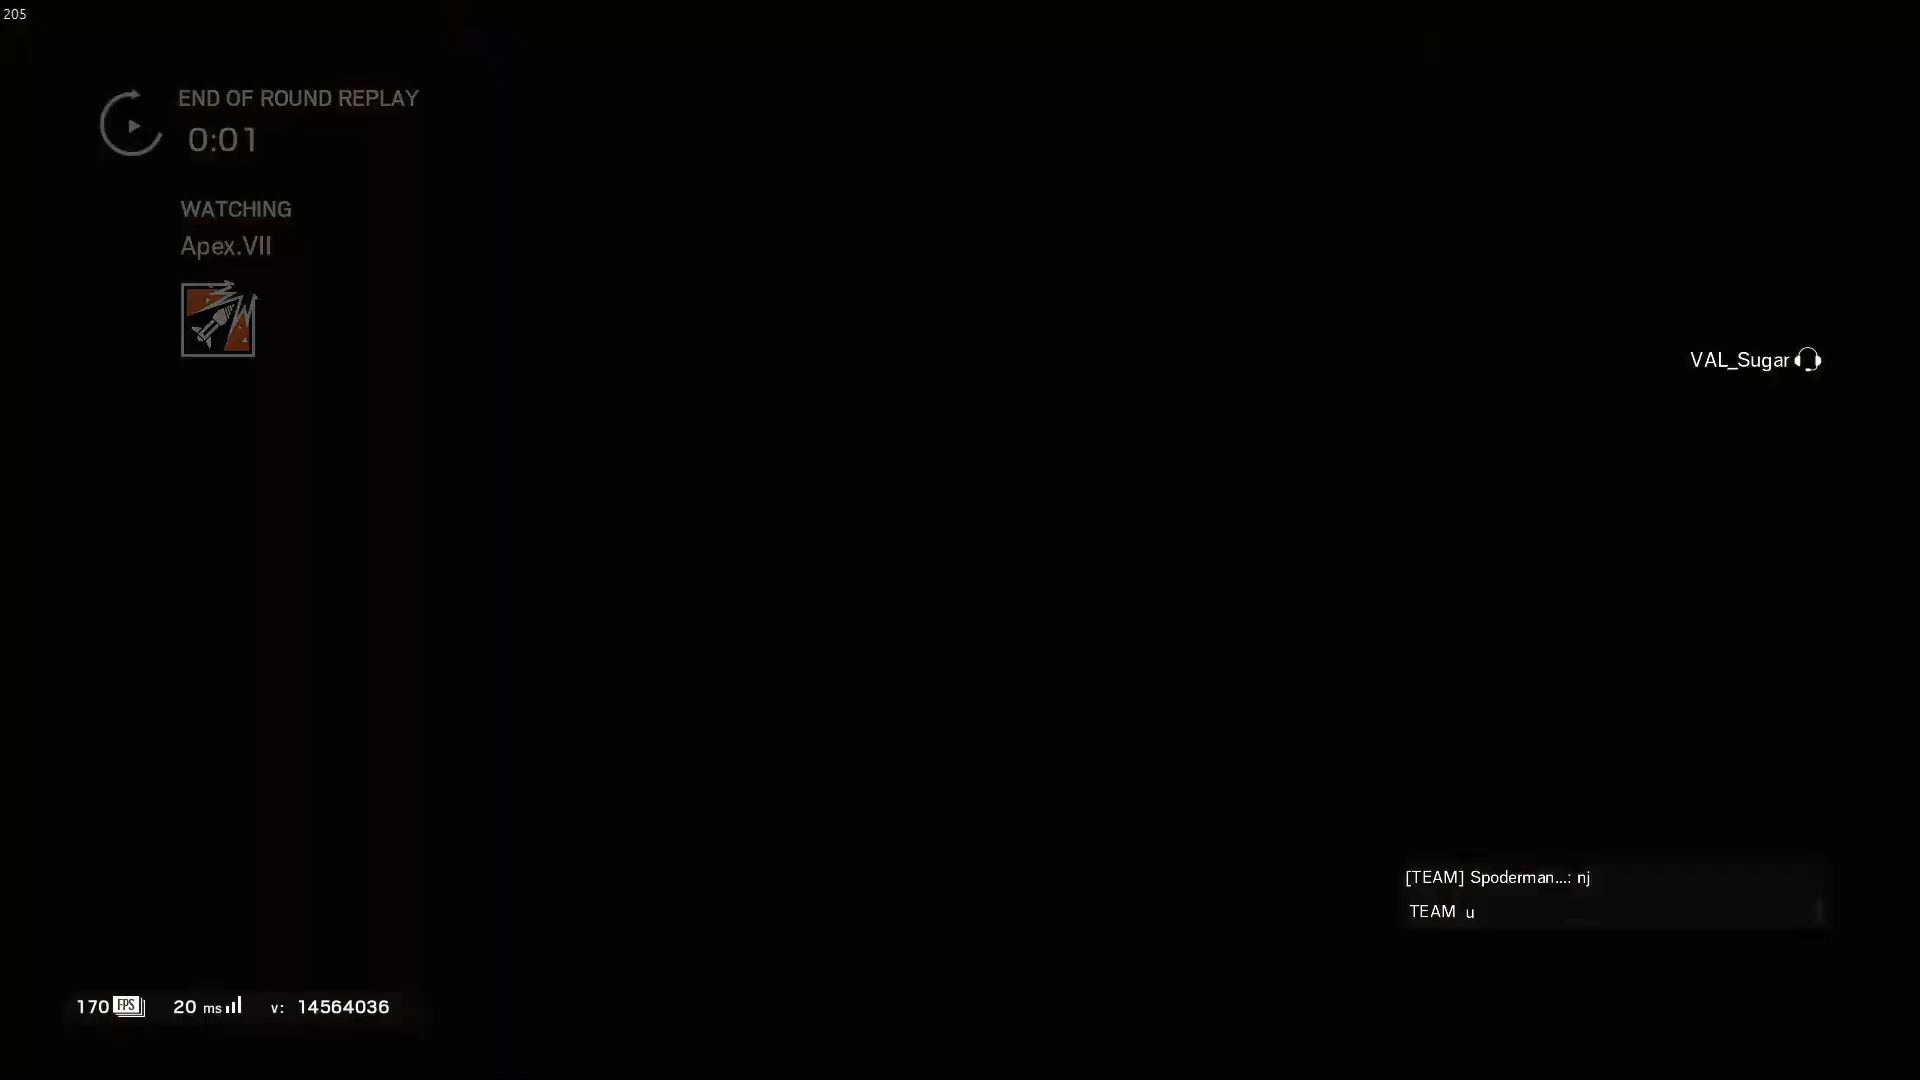 205
END OF ROUND REPLAY
0:01
WATCHING
Apex.VII
VAL_Sugar
[TEAM] Spoderman...: nj
TEAM u
170 FPS 20 ms v: 14564036